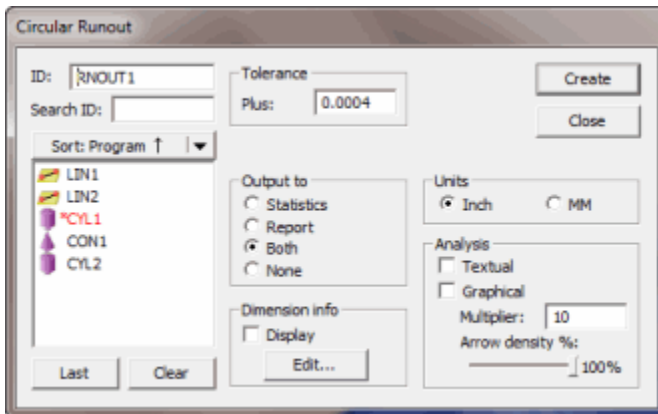 Circular Runout
ID: RNOUT1
Search ID:
Sort: Program ↑
LIN1
LIN2
*CYL1
CON1
CYL2
Last Clear
Tolerance
Plus: 0.0004
Output to
Statistics
Report
Both
None
Dimension info
Display
Edit...
Create
Close
Units
Inch MM
Analysis
Textual
Graphical
Multiplier: 10
Arrow density %:
100%